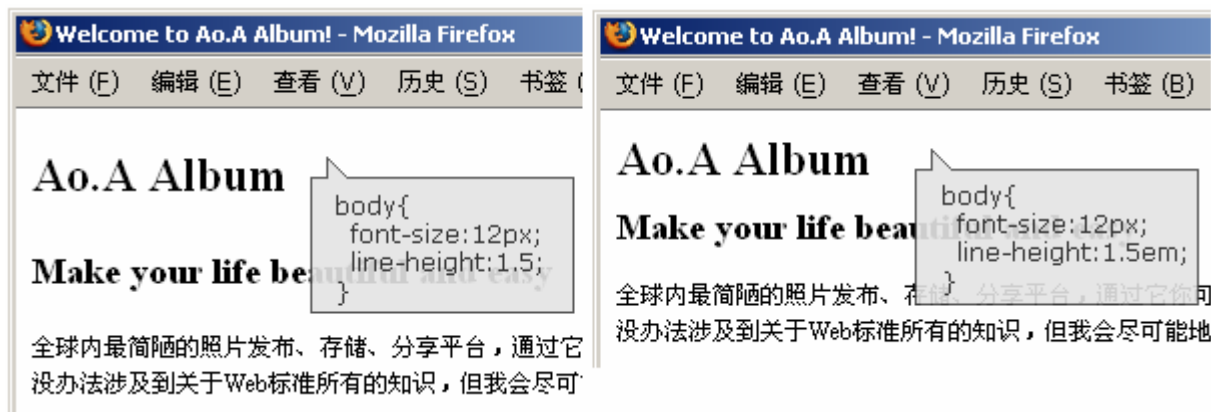 Welcome to Ao.A Album! - Mozilla Firefox
文件 (F) 编辑 (E) 查看 (V) 历史 (S) 书签 (
Ao.A Album
body{
font-size:12px;
line-height:1.5;
}
Make your life beautiful and easy
全球内最简陋的照片发布、存储、分享平台，通过它
没办法涉及到关于Web标准所有的知识，但我会尽可
Welcome to Ao.A Album! - Mozilla Firefox
文件 (F) 编辑 (E) 查看 (V) 历史 (S) 书签 (B)
Ao.A Album
body{
font-size:12px;
line-height:1.5em;
}
Make your life beautiful and easy
全球内最简陋的照片发布、存储、分享平台，通过它你可
没办法涉及到关于Web标准所有的知识，但我会尽可能地